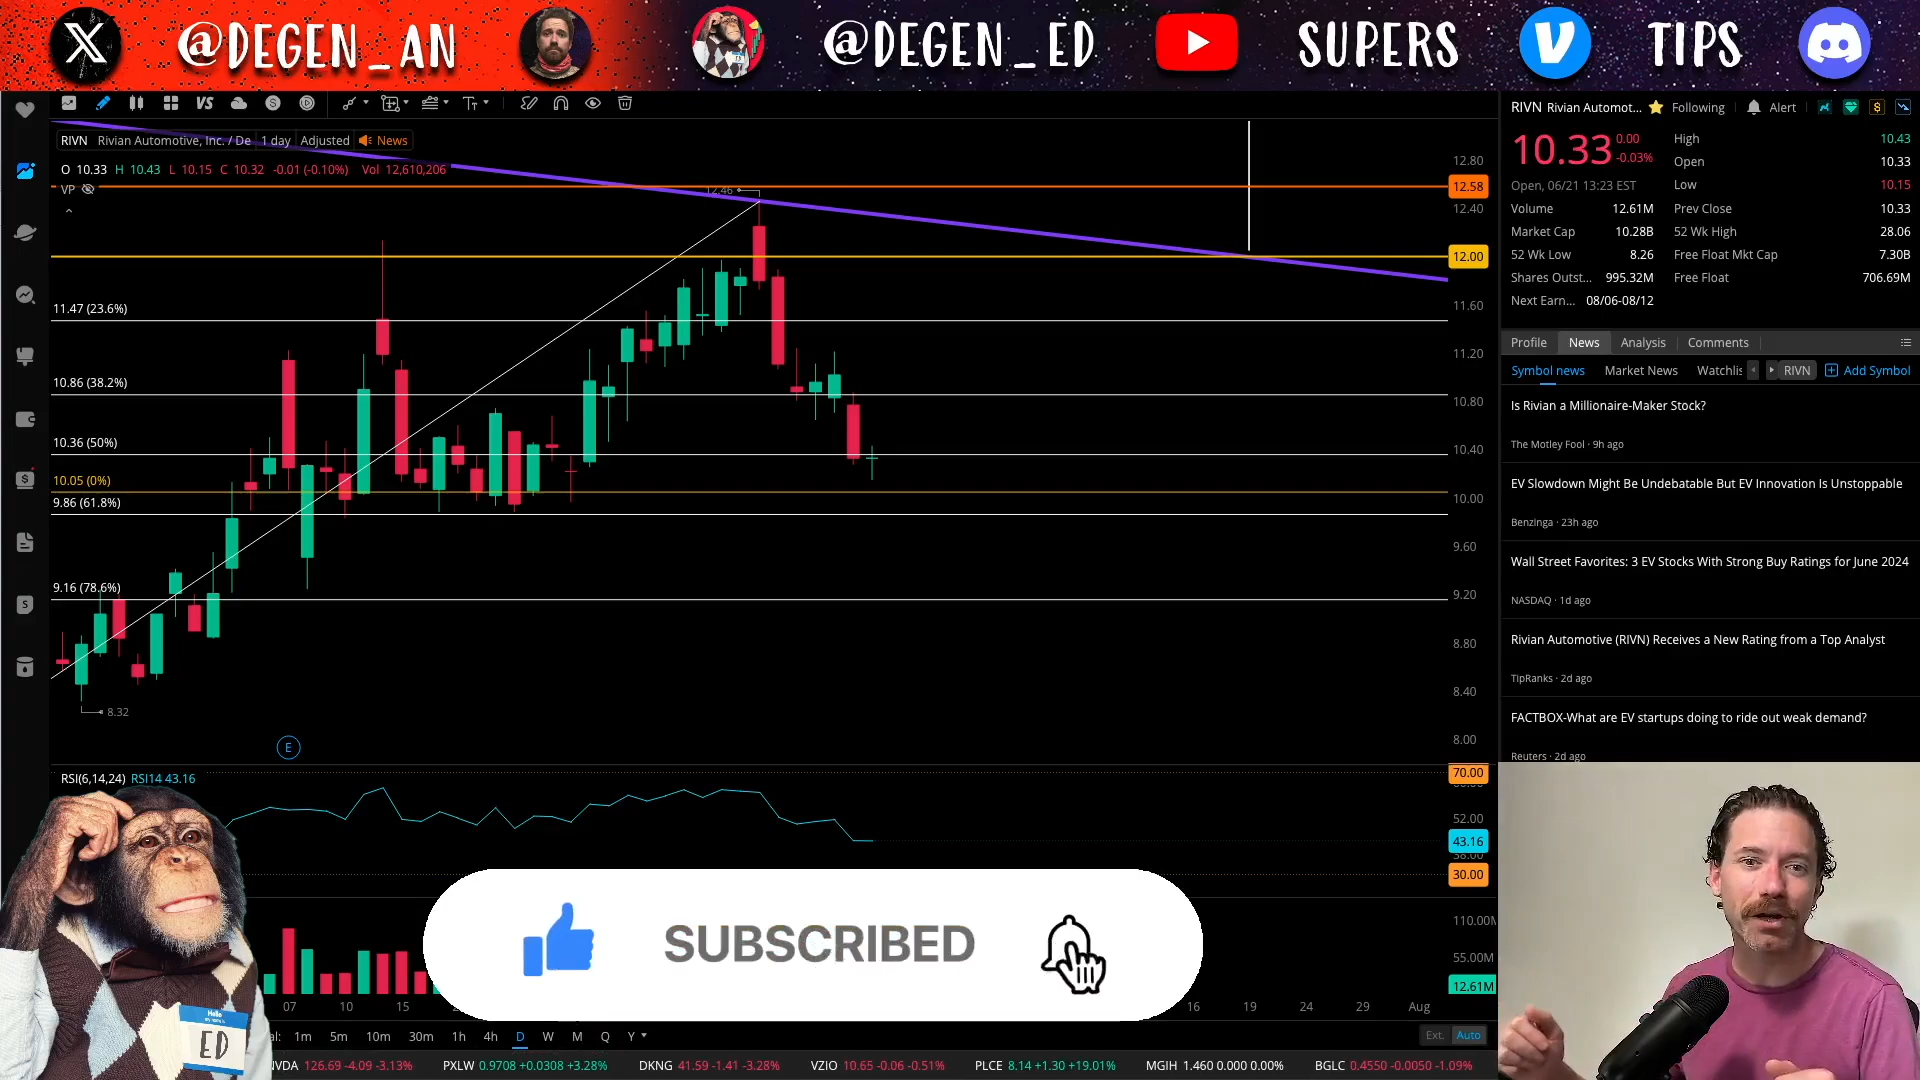 @DEGEN_AN @DEGEN_ED SUPERS TIPS
VS
RIVN Rivian Automotive, Inc. / De 1 day Adjusted News
O 10.33 H 10.43 L 10.15 C 10.32 -0.01 (-0.10%) Vol 12,610,206
VP
12.46
11.47 (23.6%)
10.86 (38.2%)
10.36 (50%)
10.05 (0%)
9.86 (61.8%)
9.16 (78.6%)
8.32
E
12.80
12.58
12.40
12.00
11.60
11.20
10.80
10.40
10.00
9.60
9.20
8.80
8.40
8.00
RSI(6,14,24) RSI14 43.16
70.00
52.00
43.16
30.00
110.00M
55.00M
12.61M
SUBSCRIBED
07 10 15 16 19 24 29 Aug
1m 5m 10m 30m 1h 4h D W M Q Y
Ext. Auto
Hello
my name is
ED
NVDA 126.69 -4.09 -3.13% PXLW 0.9708 +0.0308 +3.28% DKNG 41.59 -1.41 -3.28% VZIO 10.65 -0.06 -0.51% PLCE 8.14 +1.30 +19.01% MGIH 1.460 0.000 0.00% BGLC 0.4550 -0.0050 -1.09%
RIVN Rivian Automot... Following Alert
10.33 0.00 -0.03%
Open, 06/21 13:23 EST
High 10.43
Open 10.33
Low 10.15
Volume 12.61M Prev Close 10.33
Market Cap 10.28B 52 Wk High 28.06
52 Wk Low 8.26 Free Float Mkt Cap 7.30B
Shares Outst... 995.32M Free Float 706.69M
Next Earn... 08/06-08/12
Profile News Analysis Comments
Symbol news Market News Watchlis RIVN Add Symbol
Is Rivian a Millionaire-Maker Stock?
The Motley Fool · 9h ago
EV Slowdown Might Be Undebatable But EV Innovation Is Unstoppable
Benzinga · 23h ago
Wall Street Favorites: 3 EV Stocks With Strong Buy Ratings for June 2024
NASDAQ · 1d ago
Rivian Automotive (RIVN) Receives a New Rating from a Top Analyst
TipRanks · 2d ago
FACTBOX-What are EV startups doing to ride out weak demand?
Reuters · 2d ago